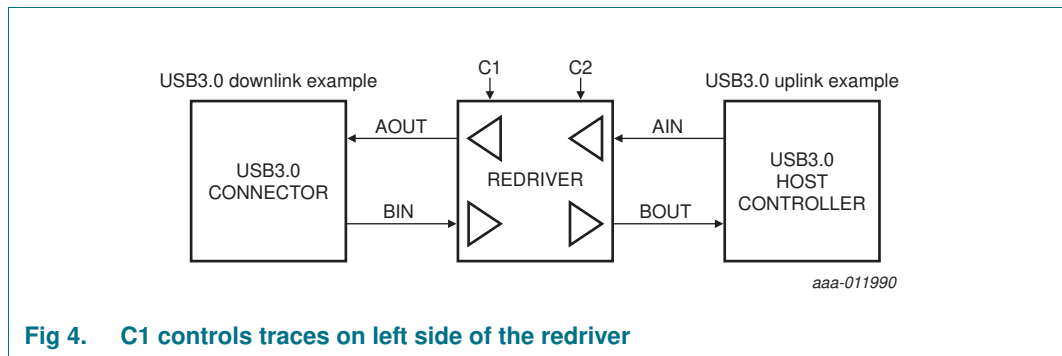 C1
C2
USB3.0 downlink example
USB3.0 uplink example
AOUT
AIN
USB3.0
CONNECTOR
REDRIVER
USB3.0
HOST
CONTROLLER
BIN
BOUT
aaa-011990
Fig 4. C1 controls traces on left side of the redriver